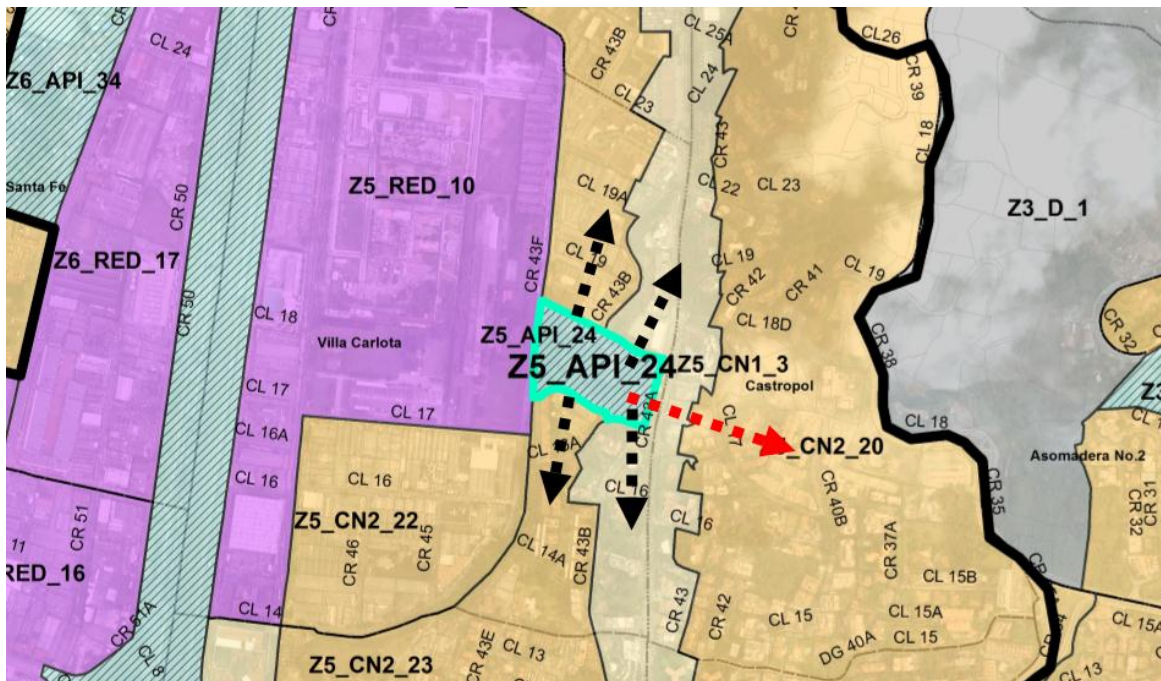 CL 24
CR 43B
CL 25A
CL 24
CL26
CR 39
Z6_API_34
CL 23
CR 43
CL 18
Santa Fé
CR 50
Z5_RED_10
CL 19A
CL 22
CL 23
Z3_D_1
Z6_RED_17
CR 43F
CL 19
CR 43B
CL 19
CR 42
CR 41
CL 19
CR 50
CL 18
Villa Carlota
Z5_API_24
Z5_API_24
Z5_CN1_3
CL 18D
Castropol
CR 38
CR 32
CL 17
CL 17
CR 43A
CL 16A
CL 18
_CN2_20
Asomadera No.2
CL 16
CL 16
CL 16
CL 16
CR 40B
CR 35
CR 31
CR 32
CR 51
Z5_CN2_22
CR 46
CR 45
CL 14A
CR 43B
CR 37A
RED_16
CL 15B
CL 14
CR 51A
CR 43
CR 42
CL 15
CL 15A
CL 15
CL 15A
DG 40A
CL 8
Z5_CN2_23
CR 43E
CL 13
CL 13